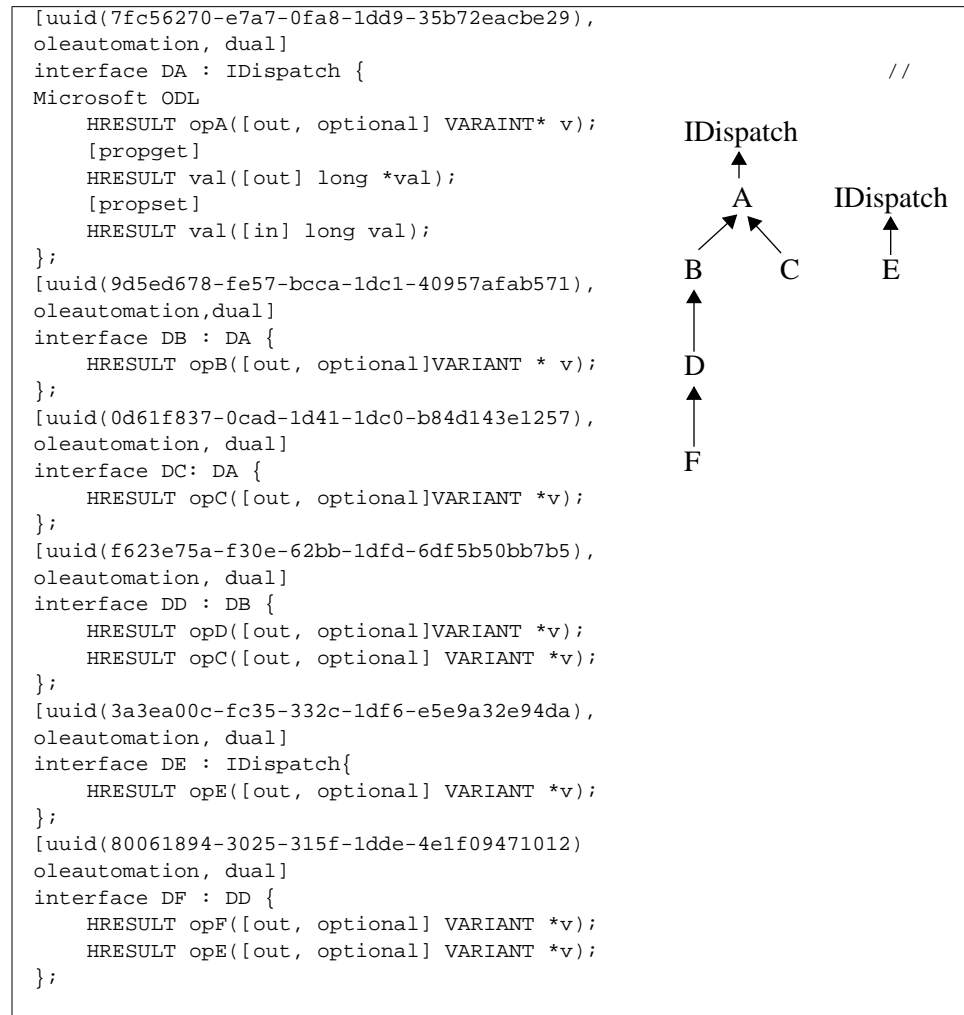 [uuid(7fc56270-e7a7-0fa8-1dd9-35b72eacbe29),
oleautomation, dual]
interface DA : IDispatch { //
Microsoft ODL
HRESULT opA([out, optional] VARAINT* v);
[propget]
HRESULT val([out] long *val);
[propset]
HRESULT val([in] long val);
};
[uuid(9d5ed678-fe57-bcca-1dc1-40957afab571),
oleautomation,dual]
interface DB : DA {
HRESULT opB([out, optional]VARIANT * v);
};
[uuid(0d61f837-0cad-1d41-1dc0-b84d143e1257),
oleautomation, dual]
interface DC: DA {
HRESULT opC([out, optional]VARIANT *v);
};
[uuid(f623e75a-f30e-62bb-1dfd-6df5b50bb7b5),
oleautomation, dual]
interface DD : DB {
HRESULT opD([out, optional]VARIANT *v);
HRESULT opC([out, optional] VARIANT *v);
};
[uuid(3a3ea00c-fc35-332c-1df6-e5e9a32e94da),
oleautomation, dual]
interface DE : IDispatch{
HRESULT opE([out, optional] VARIANT *v);
};
[uuid(80061894-3025-315f-1dde-4e1f09471012)
oleautomation, dual]
interface DF : DD {
HRESULT opF([out, optional] VARIANT *v);
HRESULT opE([out, optional] VARIANT *v);
};
IDispatch
A
B C
D
F
IDispatch
E